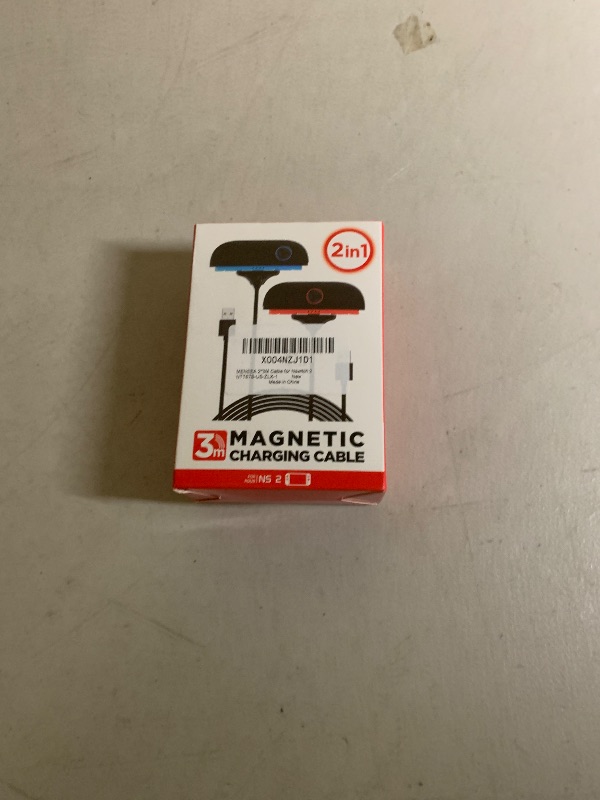 2in1
X004NZJ1D1
New
Made in China
3m
MAGNETIC
CHARGING CABLE
NS 2